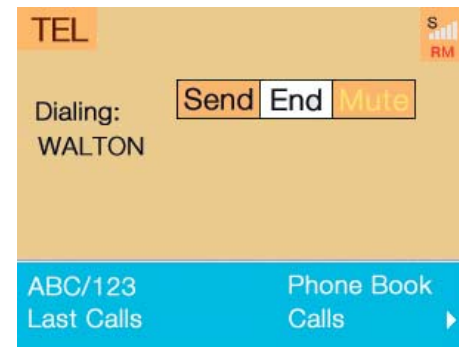 TEL
S
RM
Dialing: Send End Mute
WALTON
ABC/123 Phone Book
Last Calls Calls